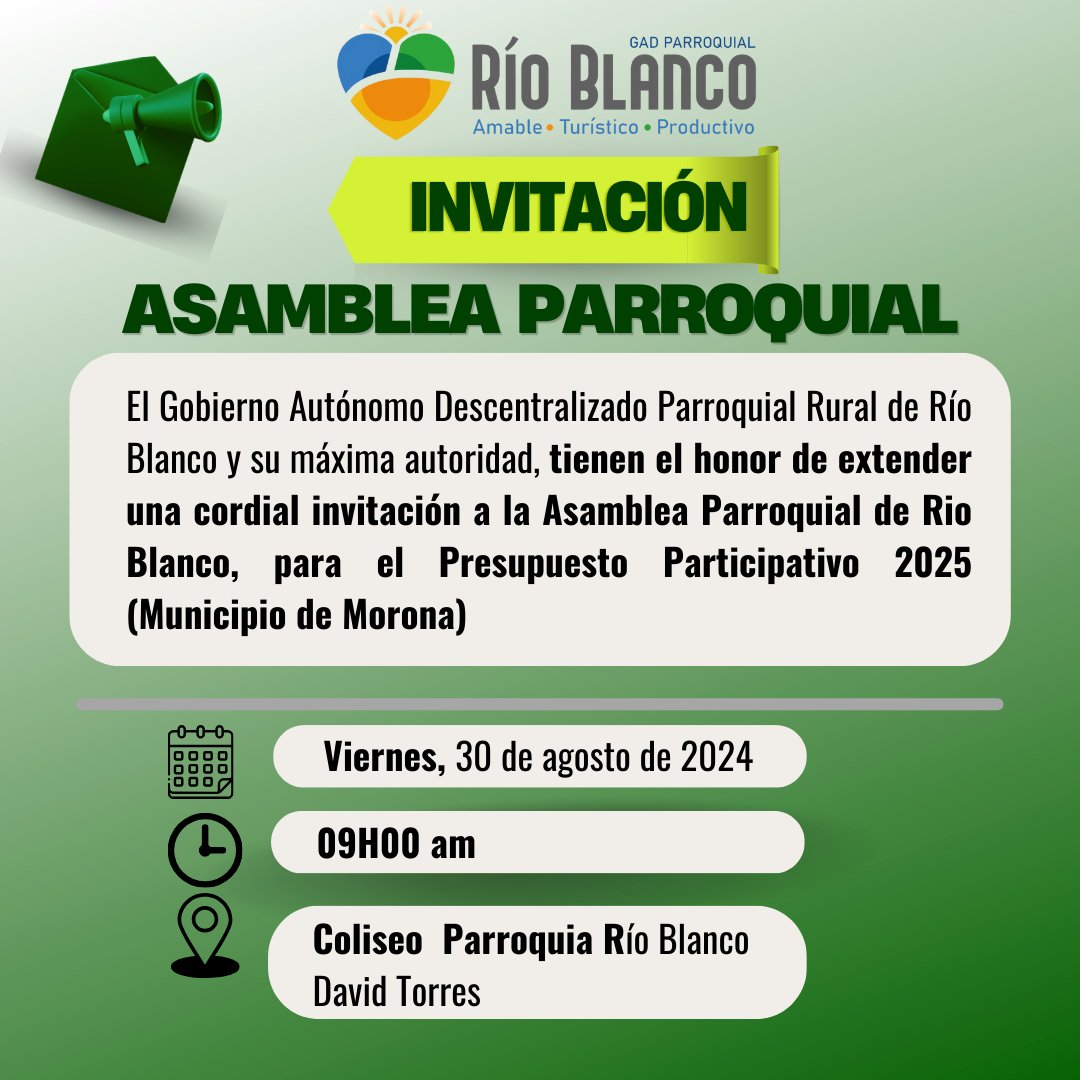 GAD PARROQUIAL
RÍO BLANCO
Amable • Turístico • Productivo
INVITACIÓN
ASAMBLEA PARROQUIAL
El Gobierno Autónomo Descentralizado Parroquial Rural de Río
Blanco y su máxima autoridad, tienen el honor de extender
una cordial invitación a la Asamblea Parroquial de Rio
Blanco, para el Presupuesto Participativo 2025
(Municipio de Morona)
Viernes, 30 de agosto de 2024
09H00 am
Coliseo Parroquia Río Blanco
David Torres